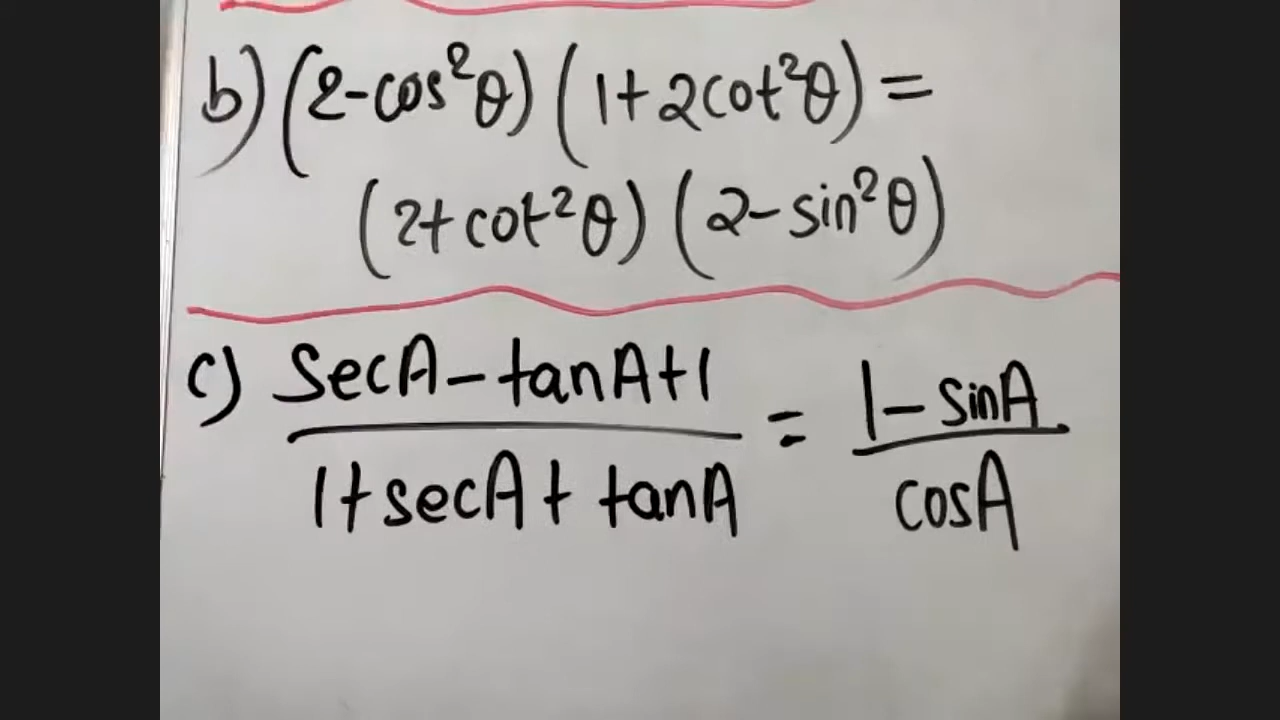 b) (2-cos²θ) (1+2cot²θ) =
(2+cot²θ) (2-sin²θ)
c) secA-tanA+1 / 1+secA+tanA = 1-sinA / cosA